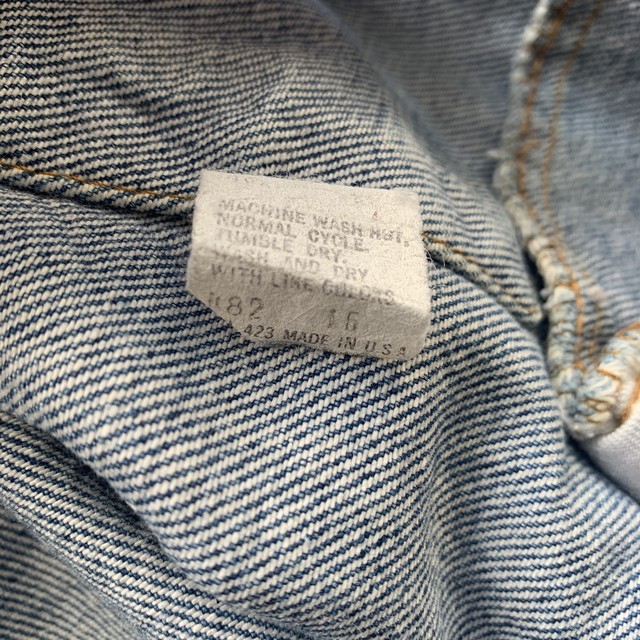 MACHINE WASH HOT,
NORMAL CYCLE.
TUMBLE DRY.
WASH AND DRY
WITH LIKE COLORS
82 16
423 MADE IN U S A